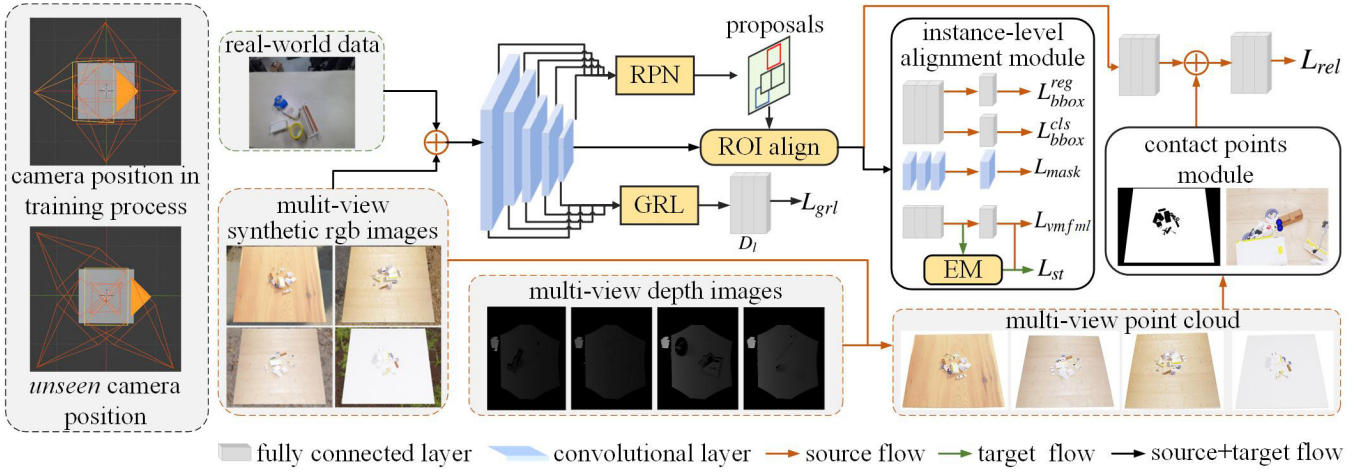 camera position in
training process
unseen camera
position
real-world data
mulit-view
synthetic rgb images
RPN
proposals
ROI align
GRL
D_l
L_grl
multi-view depth images
instance-level
alignment module
L_bbox^reg
L_bbox^cls
L_mask
L_vmfml
EM
L_st
L_rel
contact points
module
multi-view point cloud
fully connected layer
convolutional layer
source flow
target flow
source+target flow